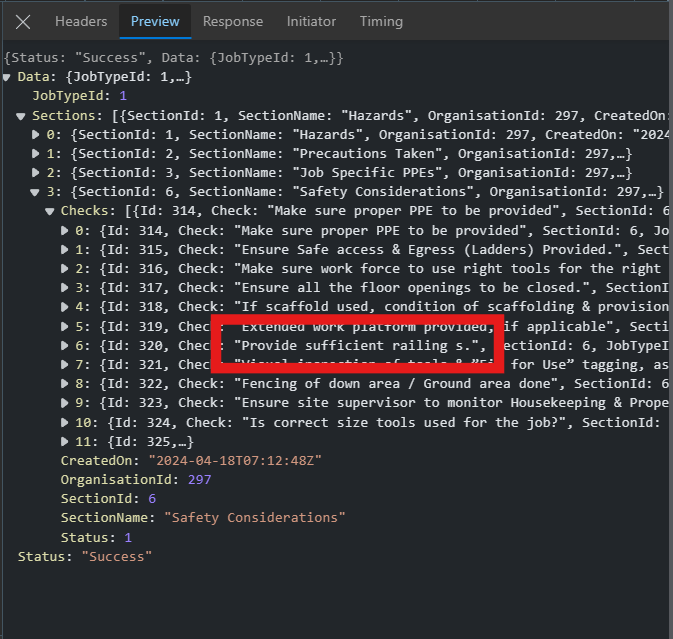 Headers Preview Response Initiator Timing
{Status: "Success", Data: {JobTypeId: 1,…}}
Data: {JobTypeId: 1,…}
JobTypeId: 1
Sections: [{SectionId: 1, SectionName: "Hazards", OrganisationId: 297, CreatedOn:
0: {SectionId: 1, SectionName: "Hazards", OrganisationId: 297, CreatedOn: "2024
1: {SectionId: 2, SectionName: "Precautions Taken", OrganisationId: 297,…}
2: {SectionId: 3, SectionName: "Job Specific PPEs", OrganisationId: 297,…}
3: {SectionId: 6, SectionName: "Safety Considerations", OrganisationId: 297,…}
Checks: [{Id: 314, Check: "Make sure proper PPE to be provided", SectionId: 6
0: {Id: 314, Check: "Make sure proper PPE to be provided", SectionId: 6, Jo
1: {Id: 315, Check: "Ensure Safe access & Egress (Ladders) Provided.", Sect
2: {Id: 316, Check: "Make sure work force to use right tools for the right
3: {Id: 317, Check: "Ensure all the floor openings to be closed.", SectionI
4: {Id: 318, Check: "If scaffold used, condition of scaffolding & provision
5: {Id: 319, Check: "Extended work platform provided, if applicable", Secti
6: {Id: 320, Check: "Provide sufficient railing s.", SectionId: 6, JobTypeI
7: {Id: 321, Check: "Visual inspection of tools & ”Fit for Use” tagging, as
8: {Id: 322, Check: "Fencing of down area / Ground area done", SectionId: 6
9: {Id: 323, Check: "Ensure site supervisor to monitor Housekeeping & Prope
10: {Id: 324, Check: "Is correct size tools used for the job?", SectionId:
11: {Id: 325,…}
CreatedOn: "2024-04-18T07:12:48Z"
OrganisationId: 297
SectionId: 6
SectionName: "Safety Considerations"
Status: 1
Status: "Success"